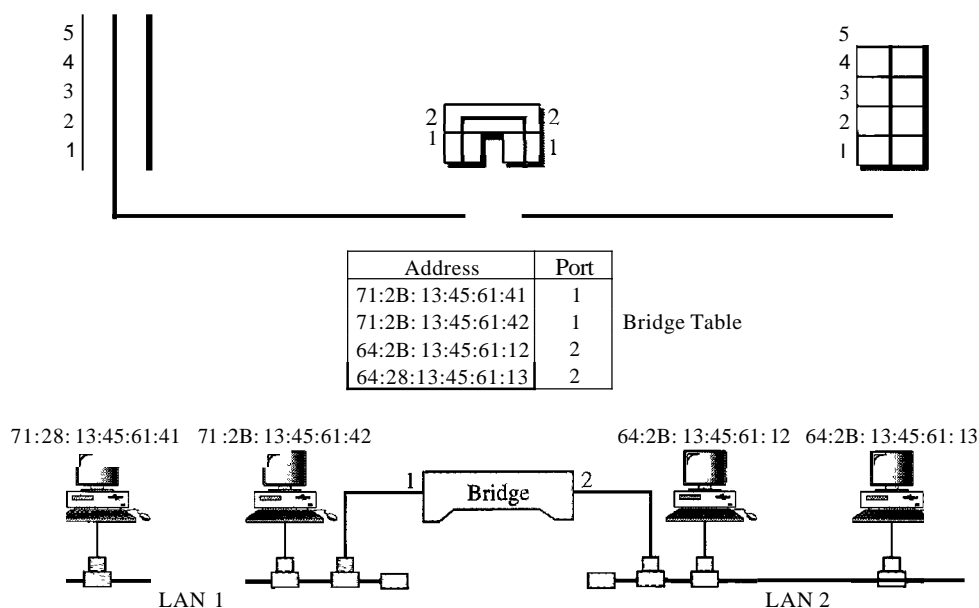 5
4
3
2
1
2 2
1 1
5
4
3
2
I
Address Port
71:2B: 13:45:61:41 1
71:2B: 13:45:61:42 1
64:2B: 13:45:61:12 2
64:28:13:45:61:13 2
Bridge Table
71:28: 13:45:61:41 71 :2B: 13:45:61:42 64:2B: 13:45:61: 12 64:2B: 13:45:61: 13
1 Bridge 2
LAN 1 LAN 2